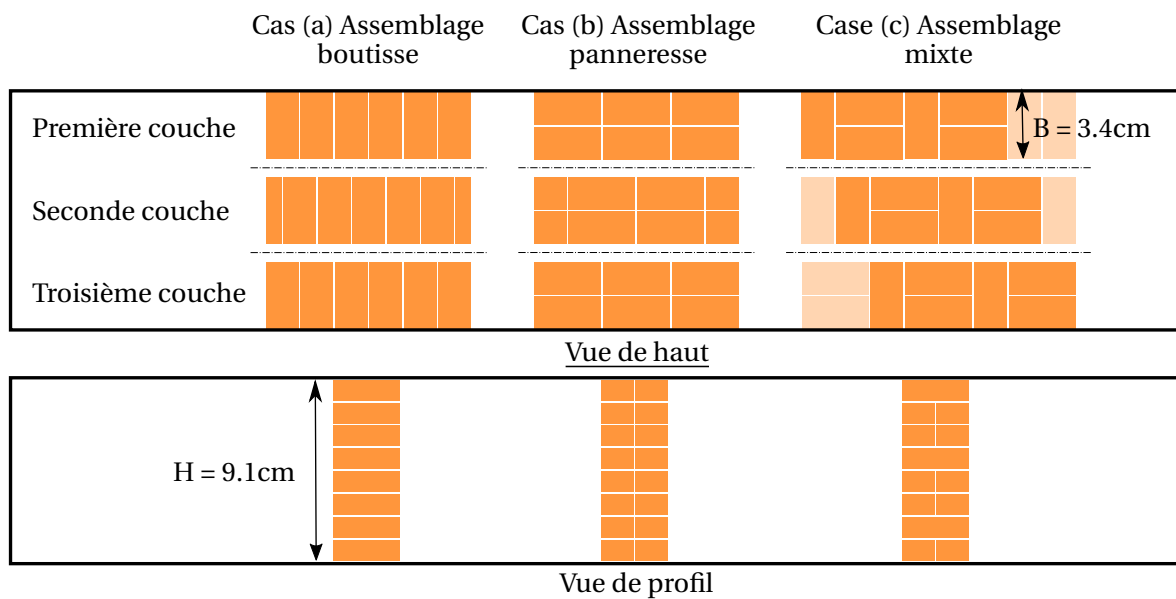 Cas (a) Assemblage
boutisse
Cas (b) Assemblage
panneresse
Case (c) Assemblage
mixte
Première couche
B = 3.4cm
Seconde couche
Troisième couche
Vue de haut
H = 9.1cm
Vue de profil